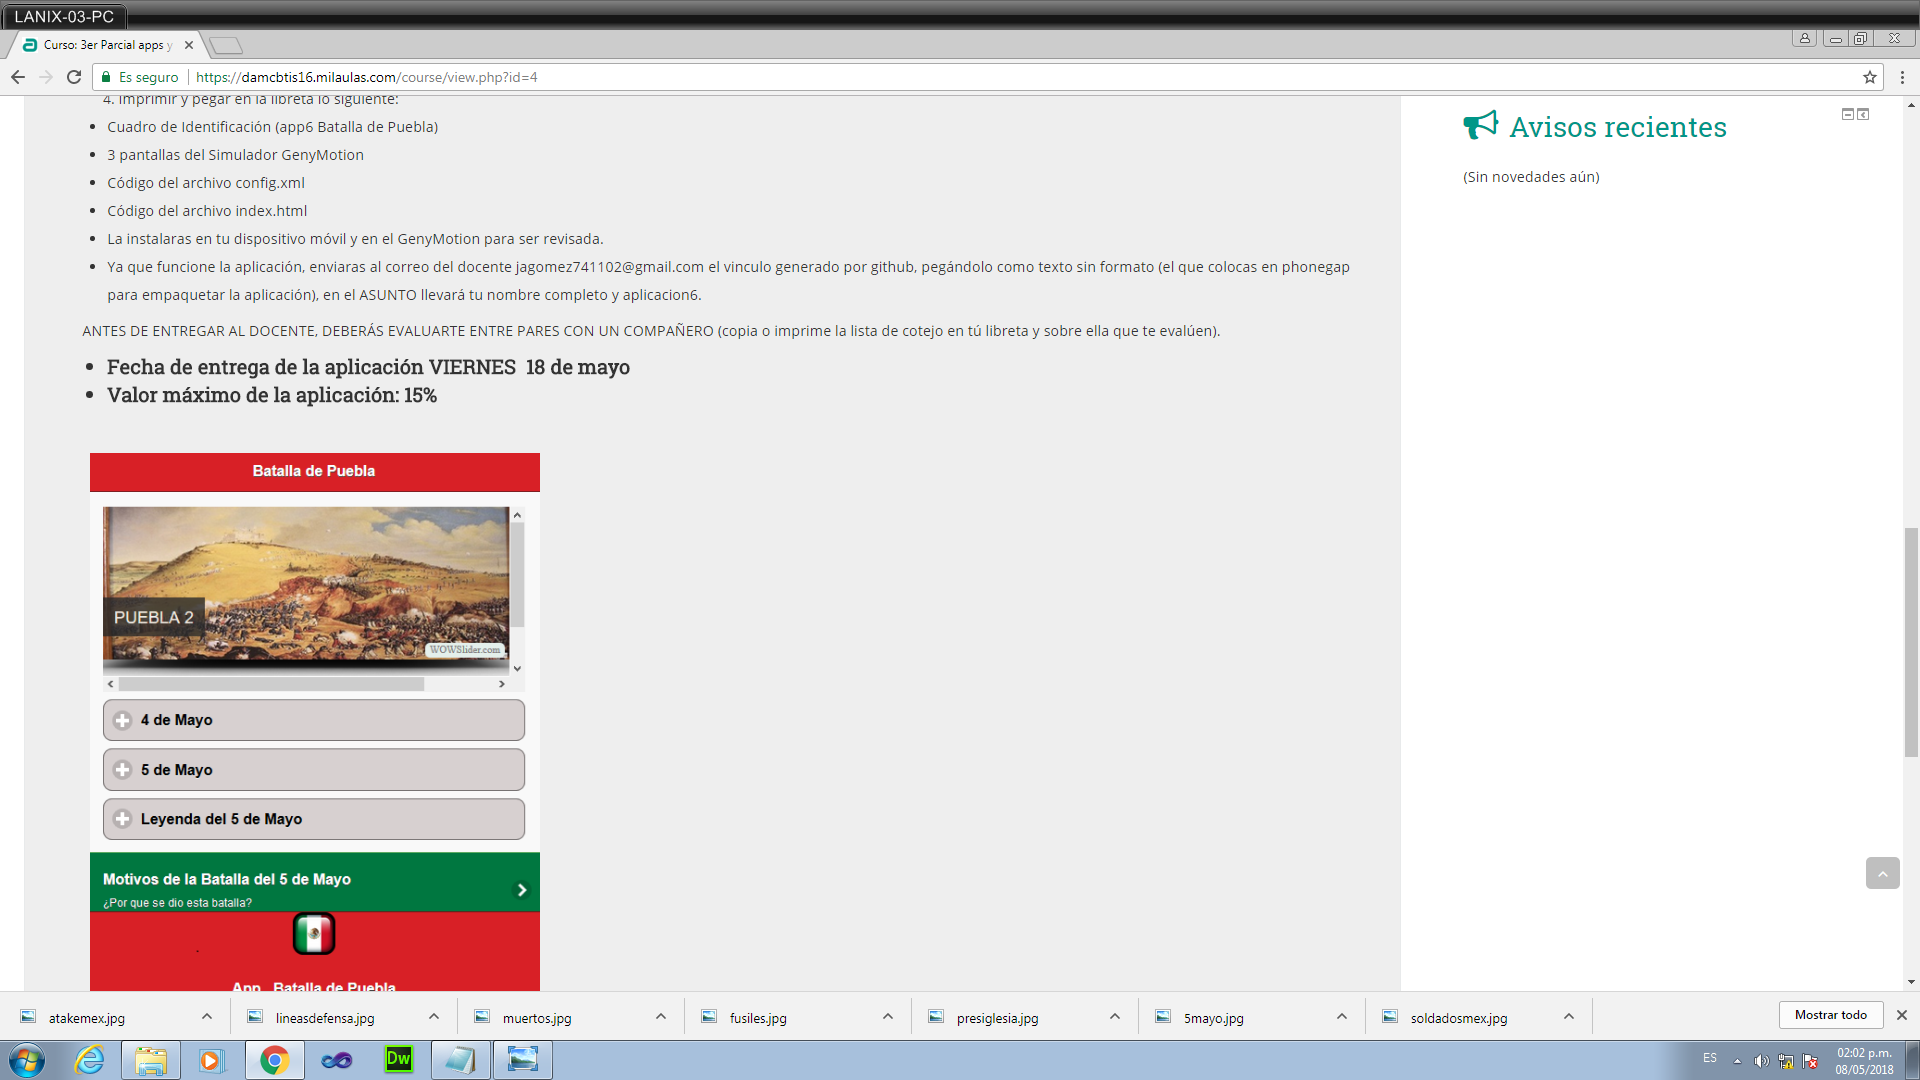 LANIX-03-PC
Curso: 3er Parcial apps y
Es seguro
https://damcbtis16.milaulas.com/course/view.php?id=4
4. Imprimir y pegar en la libreta lo siguiente:
Cuadro de Identificación (app6 Batalla de Puebla)
3 pantallas del Simulador GenyMotion
Código del archivo config.xml
Código del archivo index.html
La instalaras en tu dispositivo móvil y en el GenyMotion para ser revisada.
Ya que funcione la aplicación, enviaras al correo del docente jagomez741102@gmail.com el vinculo generado por github, pegándolo como texto sin formato (el que colocas en phonegap
para empaquetar la aplicación), en el ASUNTO llevará tu nombre completo y aplicacion6.
ANTES DE ENTREGAR AL DOCENTE, DEBERÁS EVALUARTE ENTRE PARES CON UN COMPAÑERO (copia o imprime la lista de cotejo en tú libreta y sobre ella que te evalúen).
Fecha de entrega de la aplicación VIERNES 18 de mayo
Valor máximo de la aplicación: 15%
Avisos recientes
(Sin novedades aún)
Batalla de Puebla
PUEBLA 2
WOWSlider.com
4 de Mayo
5 de Mayo
Leyenda del 5 de Mayo
Motivos de la Batalla del 5 de Mayo
¿Por que se dio esta batalla?
App. Batalla de Puebla
atakemex.jpg
lineasdefensa.jpg
muertos.jpg
fusiles.jpg
presiglesia.jpg
5mayo.jpg
soldadosmex.jpg
Mostrar todo
Dw
ES
02:02 p.m.
08/05/2018